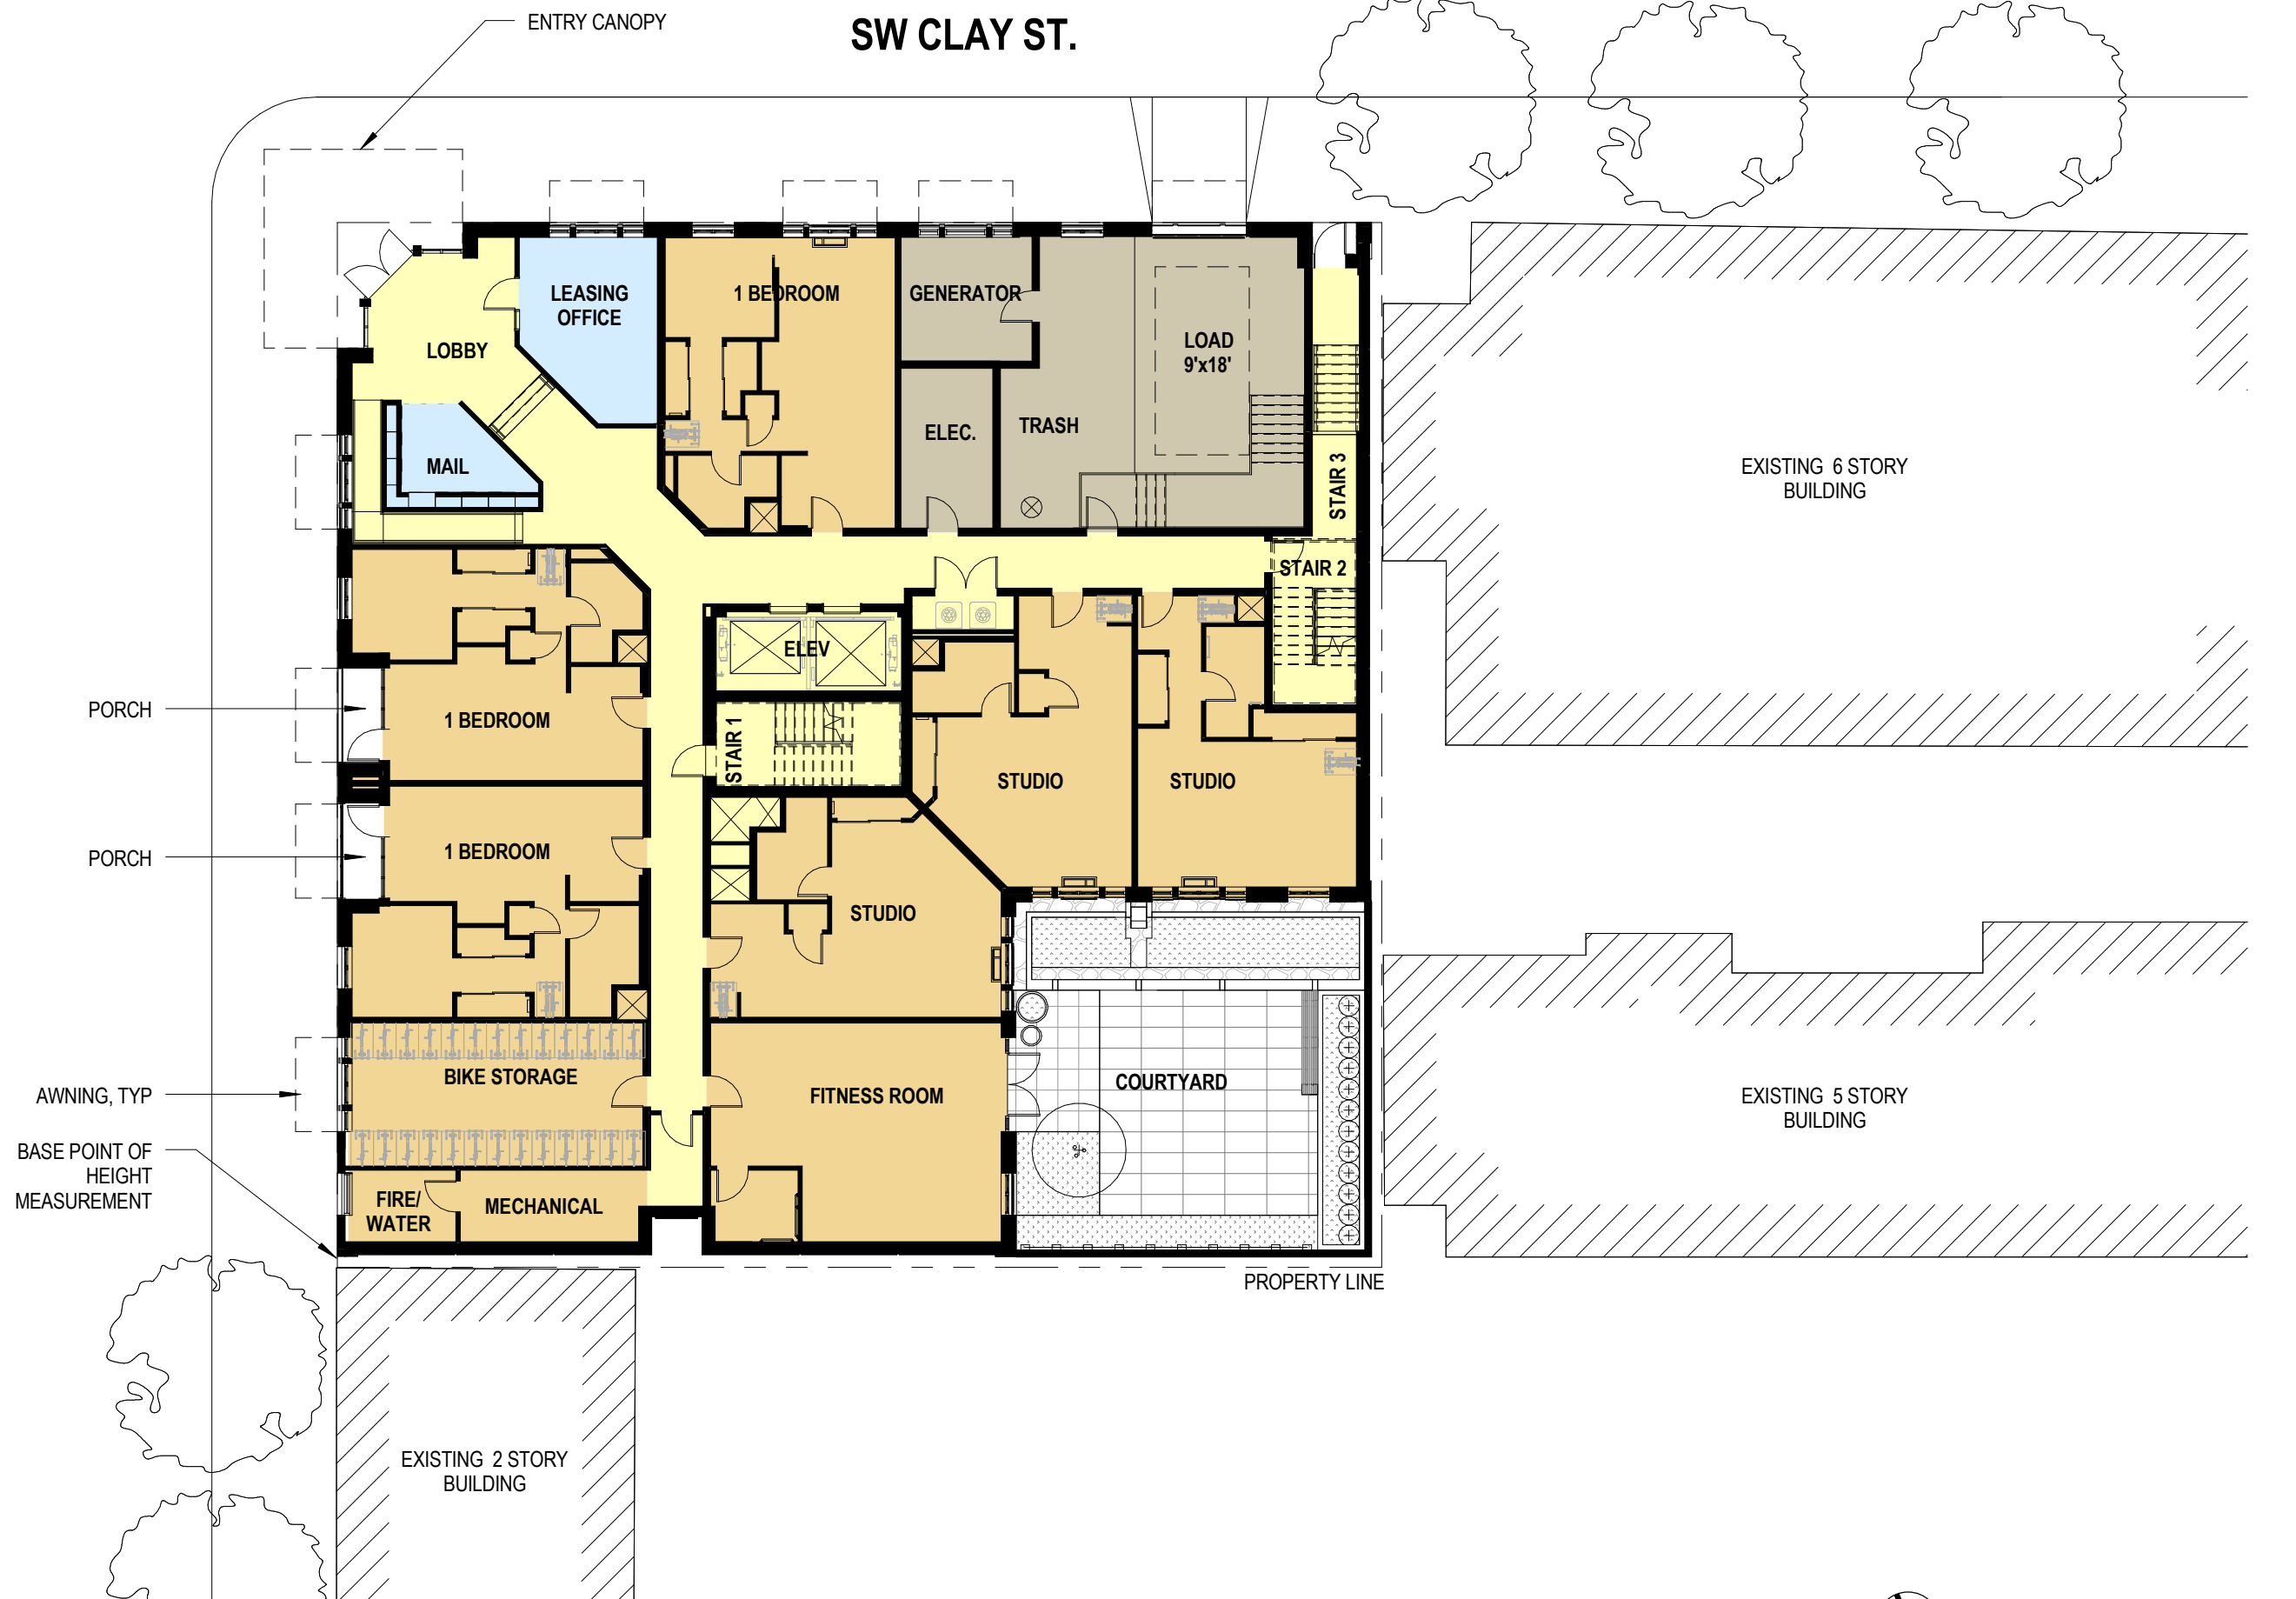 ENTRY CANOPY
SW CLAY ST.
LEASING
OFFICE
1 BEDROOM
GENERATOR
LOBBY
LOAD
9'x18'
TRASH
ELEC.
MAIL
STAIR 3
EXISTING 6 STORY
BUILDING
STAIR 2
ELEV
PORCH
1 BEDROOM
STAIR 1
STUDIO
STUDIO
PORCH
1 BEDROOM
STUDIO
BIKE STORAGE
FITNESS ROOM
COURTYARD
AWNING, TYP
EXISTING 5 STORY
BUILDING
BASE POINT OF
HEIGHT
MEASUREMENT
FIRE/
WATER
MECHANICAL
PROPERTY LINE
EXISTING 2 STORY
BUILDING